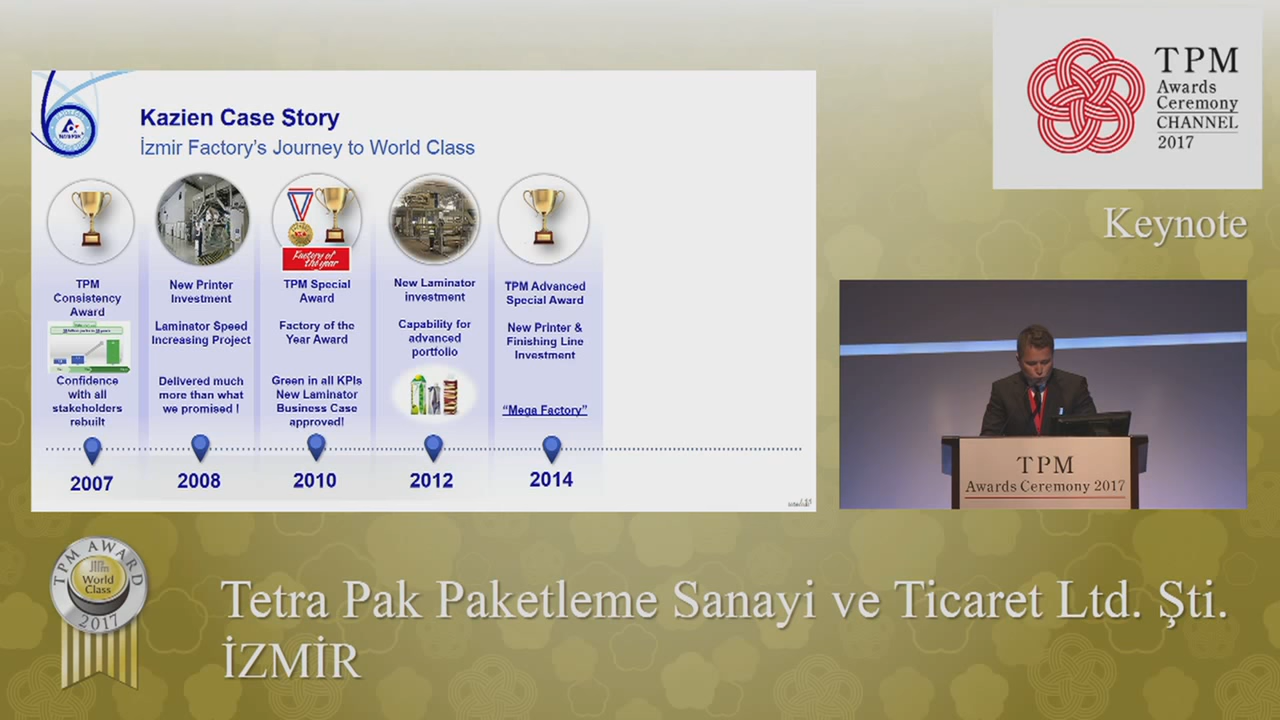 Kazien Case Story
İzmir Factory's Journey to World Class
TPM
Consistency
Award
Confidence
with all
stakeholders
rebuilt
2007
New Printer
Investment
Laminator Speed
Increasing Project
Delivered much
more than what
we promised !
2008
Factory of
the year
TPM Special
Award
Factory of the
Year Award
Green in all KPIs
New Laminator
Business Case
approved!
2010
New Laminator
investment
Capability for
advanced
portfolio
2012
TPM Advanced
Special Award
New Printer &
Finishing Line
Investment
“Mega Factory”
2014
TPM
Awards
Ceremony
CHANNEL
2017
Keynote
TPM
Awards Ceremony 2017
TPM AWARD
JIPM
World
Class
2017
Tetra Pak Paketleme Sanayi ve Ticaret Ltd. Şti.
İZMİR